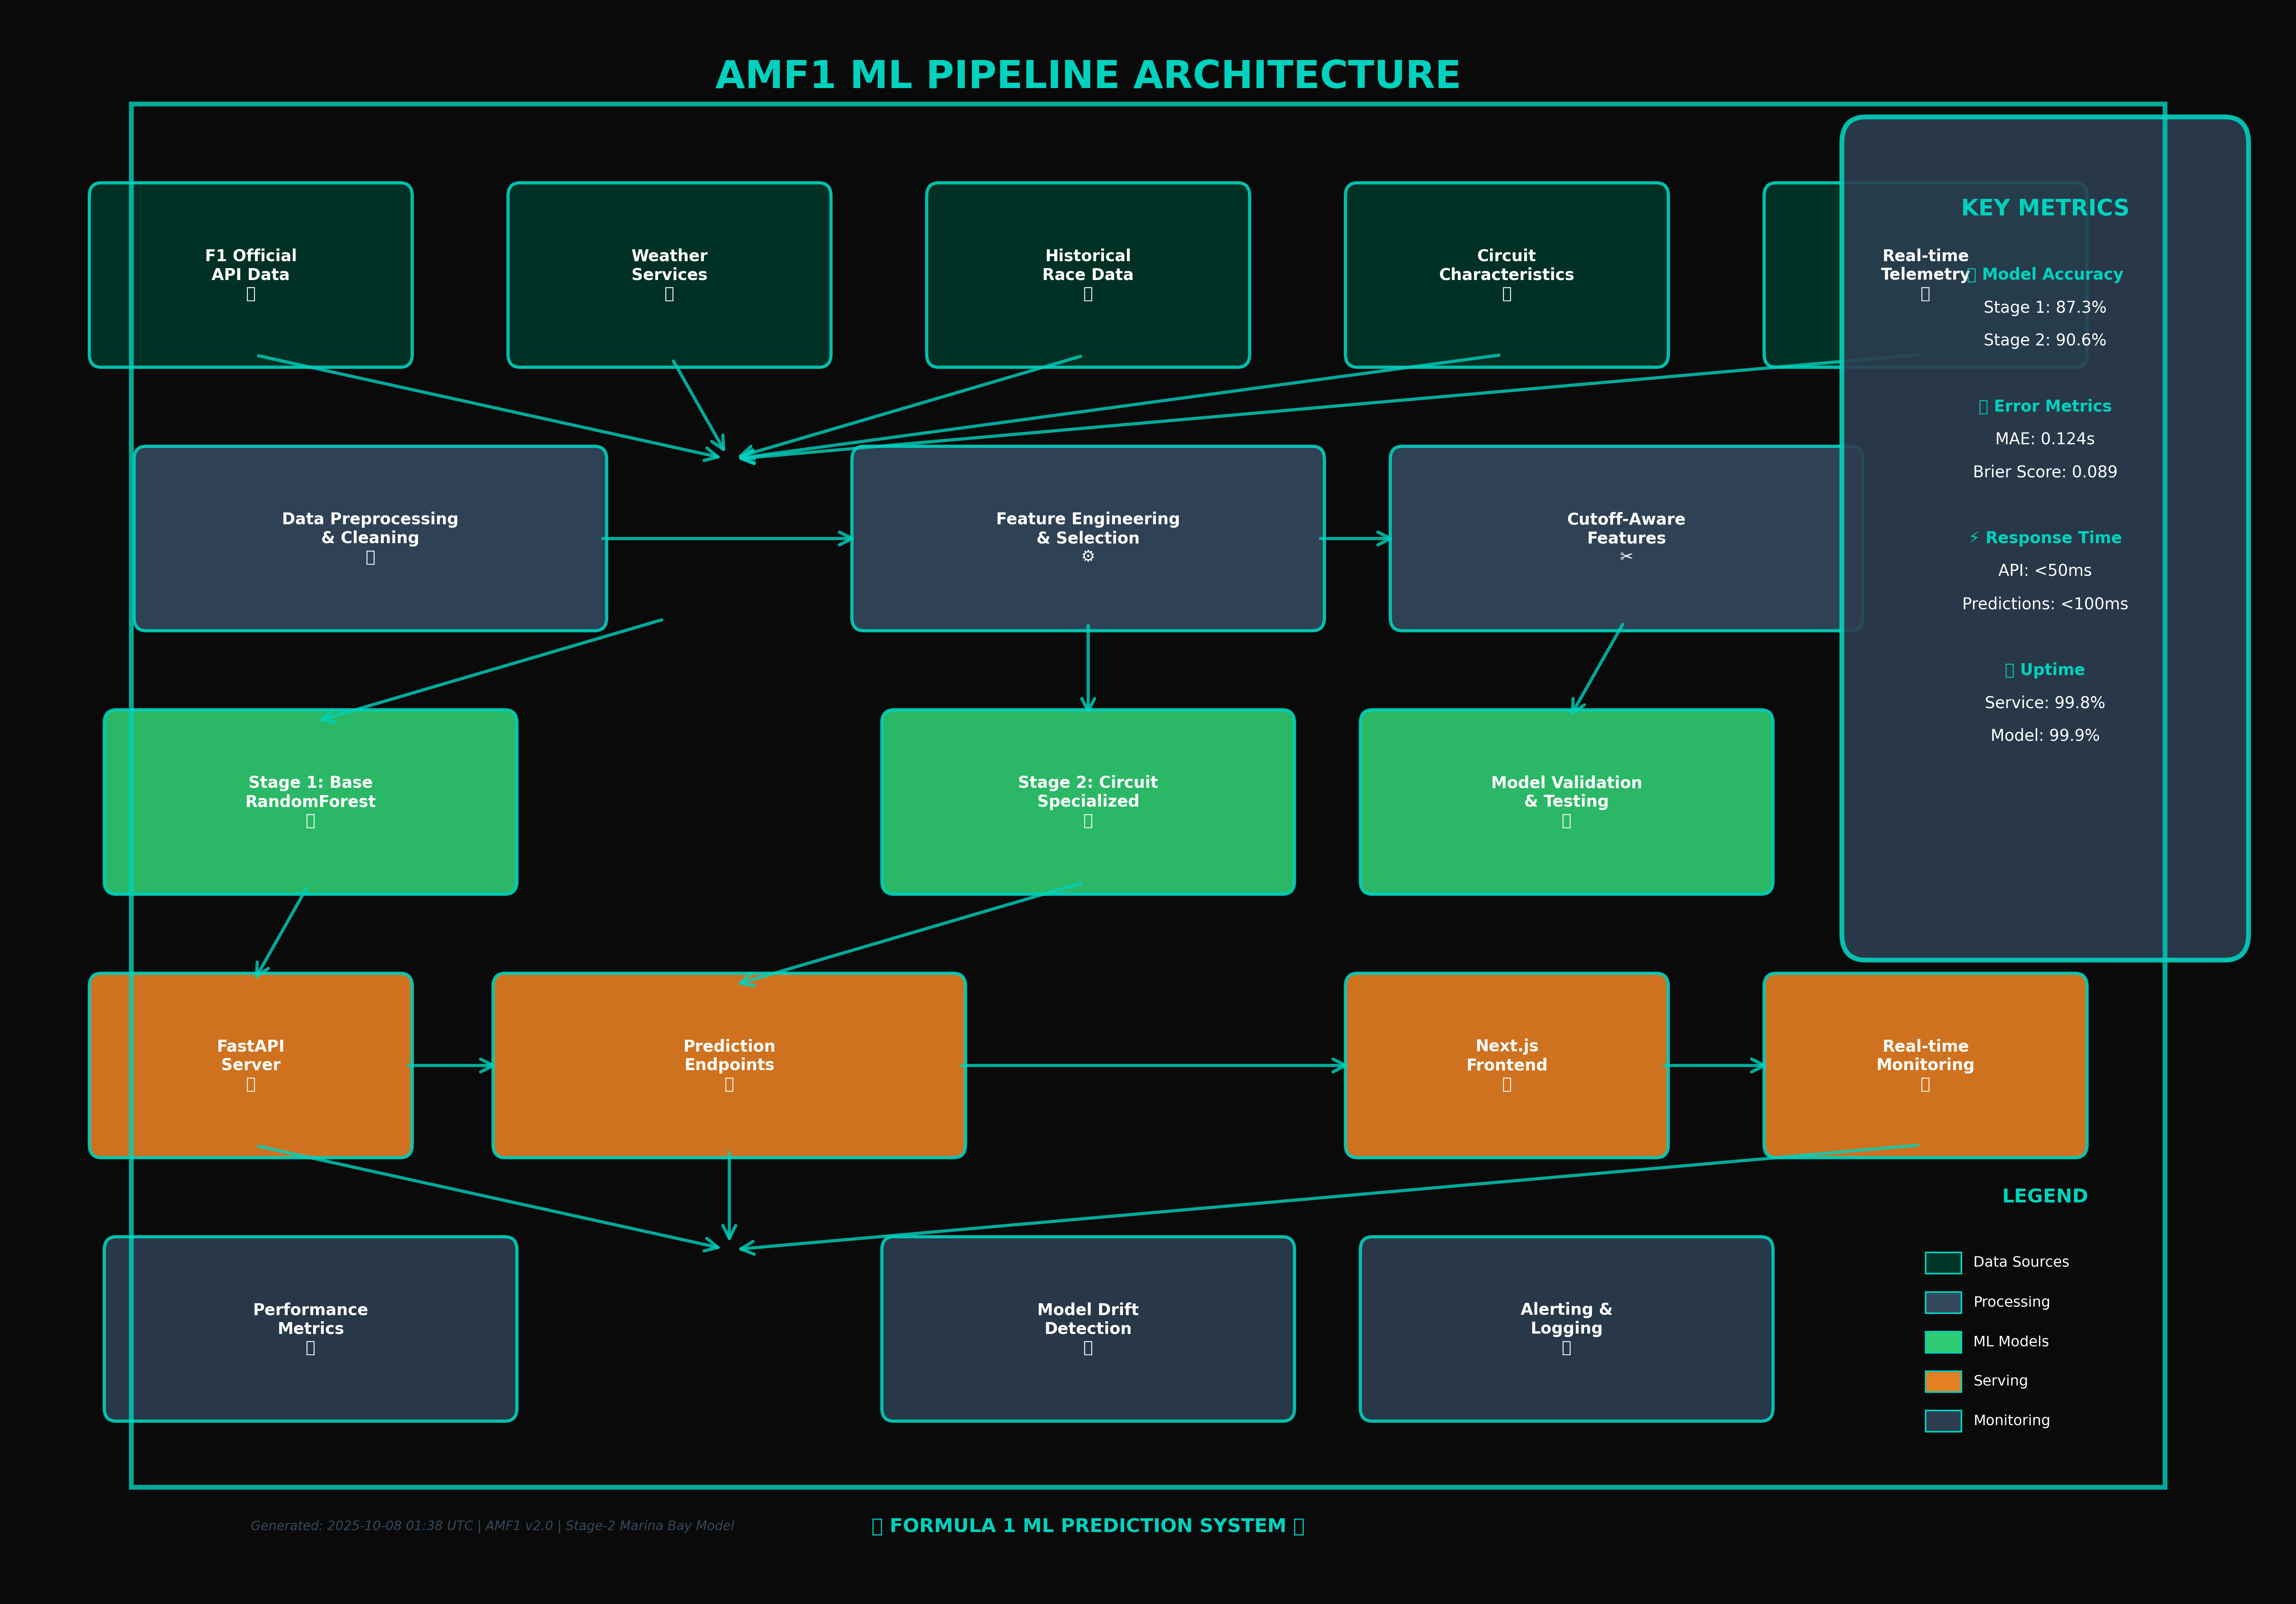 AMF1 ML PIPELINE ARCHITECTURE
F1 Official
API Data
Weather
Services
Historical
Race Data
Circuit
Characteristics
Real-time
Telemetry
KEY METRICS
Model Accuracy
Stage 1: 87.3%
Stage 2: 90.6%
Error Metrics
MAE: 0.124s
Brier Score: 0.089
⚡ Response Time
API: <50ms
Predictions: <100ms
Uptime
Service: 99.8%
Model: 99.9%
Data Preprocessing
& Cleaning
Feature Engineering
& Selection
⚙
Cutoff-Aware
Features
✂
Stage 1: Base
RandomForest
Stage 2: Circuit
Specialized
Model Validation
& Testing
FastAPI
Server
Prediction
Endpoints
Next.js
Frontend
Real-time
Monitoring
Performance
Metrics
Model Drift
Detection
Alerting &
Logging
LEGEND
Data Sources
Processing
ML Models
Serving
Monitoring
Generated: 2025-10-08 01:38 UTC | AMF1 v2.0 | Stage-2 Marina Bay Model
FORMULA 1 ML PREDICTION SYSTEM